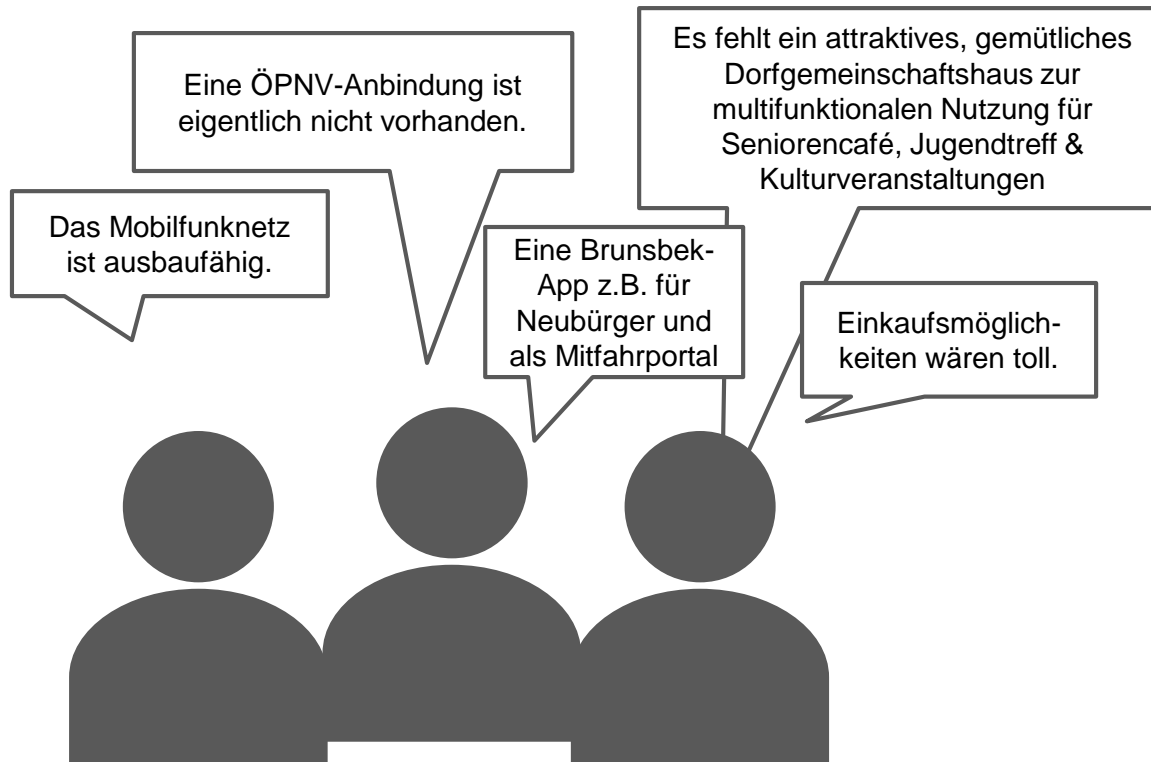 Es fehlt ein attraktives, gemütliches
Dorfgemeinschaftshaus zur
multifunktionalen Nutzung für
Seniorencafé, Jugendtreff &
Kulturveranstaltungen
Eine ÖPNV-Anbindung ist
eigentlich nicht vorhanden.
Das Mobilfunknetz
ist ausbaufähig.
Eine Brunsbek-
App z.B. für
Neubürger und
als Mitfahrportal
Einkaufsmöglich-
keiten wären toll.